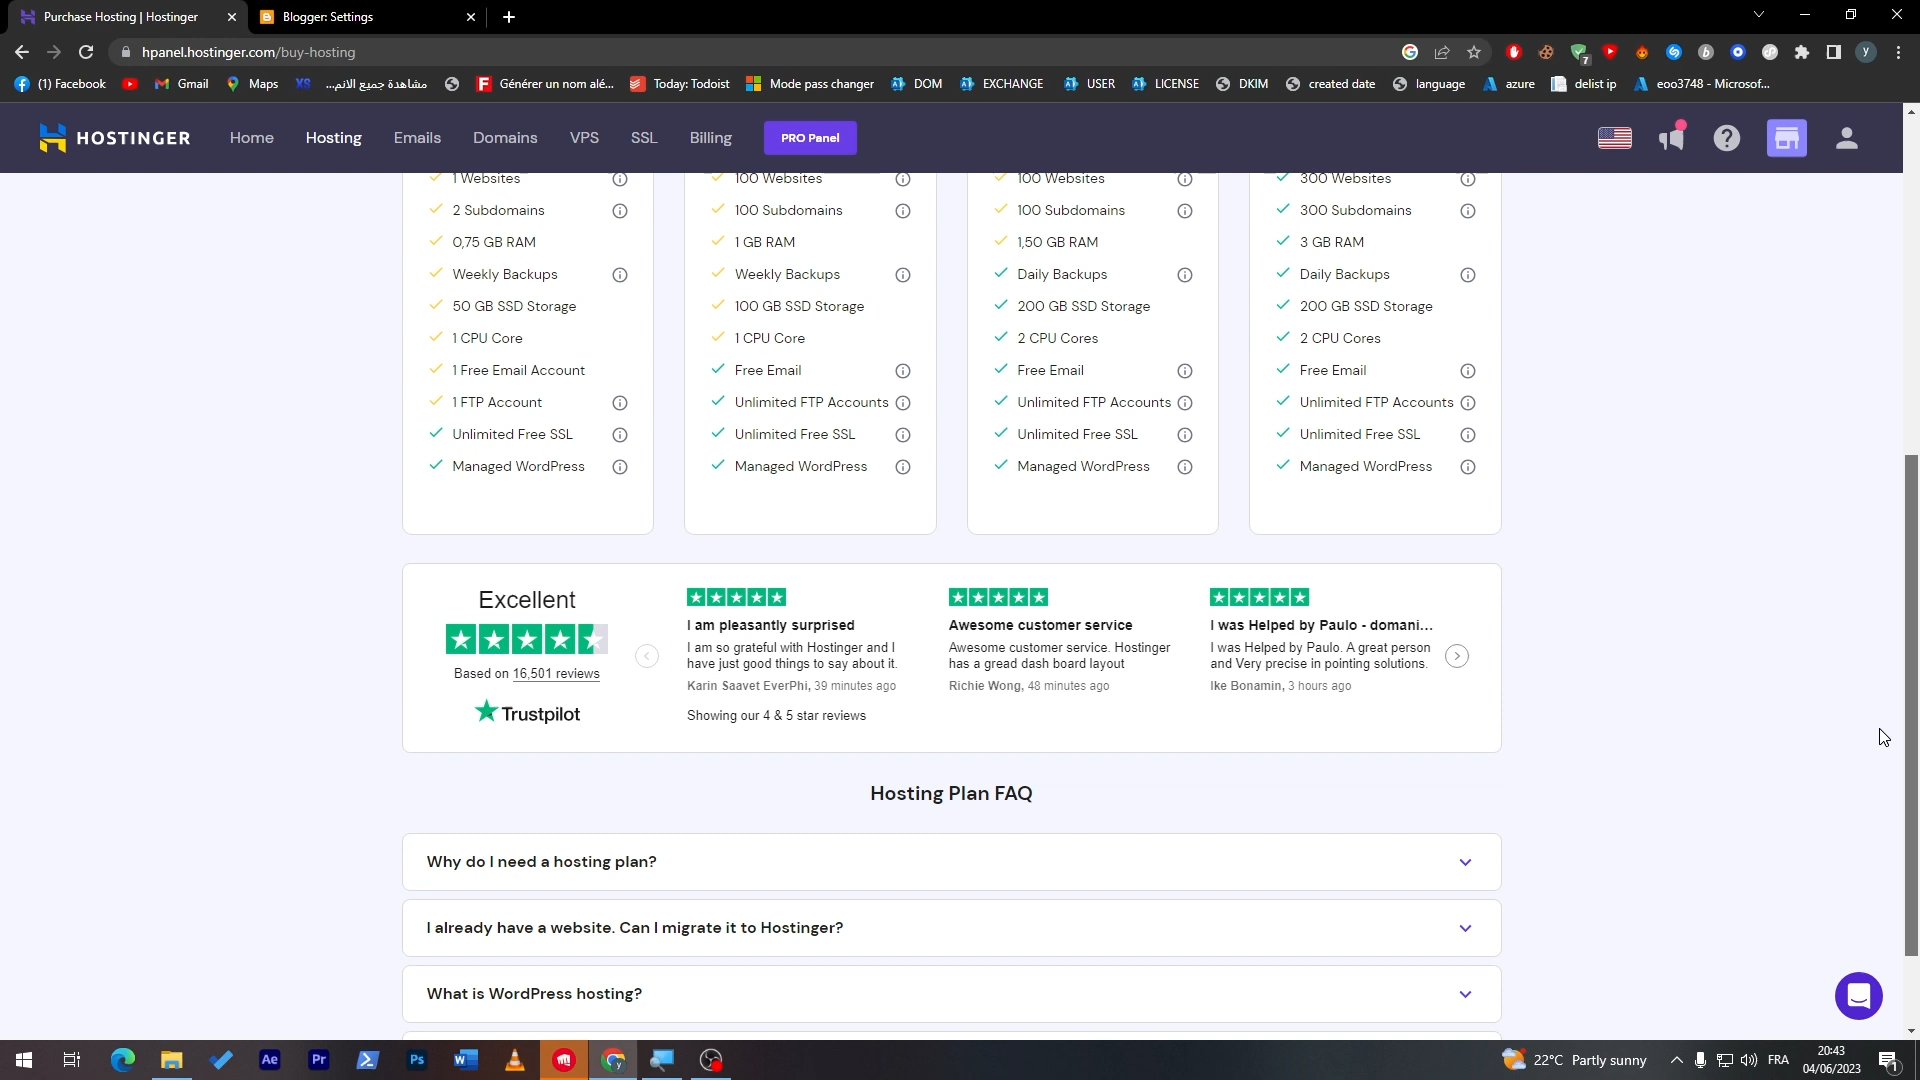 Purchase Hosting | Hostinger
Blogger: Settings
hpanel.hostinger.com/buy-hosting
7
y
(1) Facebook
Gmail
Maps
XS
مشاهدة جميع الانم...
Générer un nom alé...
Today: Todoist
Mode pass changer
DOM
EXCHANGE
USER
LICENSE
DKIM
created date
language
azure
delist ip
eoo3748 - Microsof...
HOSTINGER
Home
Hosting
Emails
Domains
VPS
SSL
Billing
PRO Panel
1 Websites
2 Subdomains
0,75 GB RAM
Weekly Backups
50 GB SSD Storage
1 CPU Core
1 Free Email Account
1 FTP Account
Unlimited Free SSL
Managed WordPress
100 Websites
100 Subdomains
1 GB RAM
Weekly Backups
100 GB SSD Storage
1 CPU Core
Free Email
Unlimited FTP Accounts
Unlimited Free SSL
Managed WordPress
100 Websites
100 Subdomains
1,50 GB RAM
Daily Backups
200 GB SSD Storage
2 CPU Cores
Free Email
Unlimited FTP Accounts
Unlimited Free SSL
Managed WordPress
300 Websites
300 Subdomains
3 GB RAM
Daily Backups
200 GB SSD Storage
2 CPU Cores
Free Email
Unlimited FTP Accounts
Unlimited Free SSL
Managed WordPress
Excellent
Based on 16,501 reviews
Trustpilot
I am pleasantly surprised
I am so grateful with Hostinger and I
have just good things to say about it.
Karin Saavet EverPhi, 39 minutes ago
Showing our 4 & 5 star reviews
Awesome customer service
Awesome customer service. Hostinger
has a gread dash board layout
Richie Wong, 48 minutes ago
I was Helped by Paulo - domani...
I was Helped by Paulo. A great person
and Very precise in pointing solutions.
Ike Bonamin, 3 hours ago
Hosting Plan FAQ
Why do I need a hosting plan?
I already have a website. Can I migrate it to Hostinger?
What is WordPress hosting?
Ae
Pr
Ps
W
22°C Partly sunny
FRA
20:43
04/06/2023
1